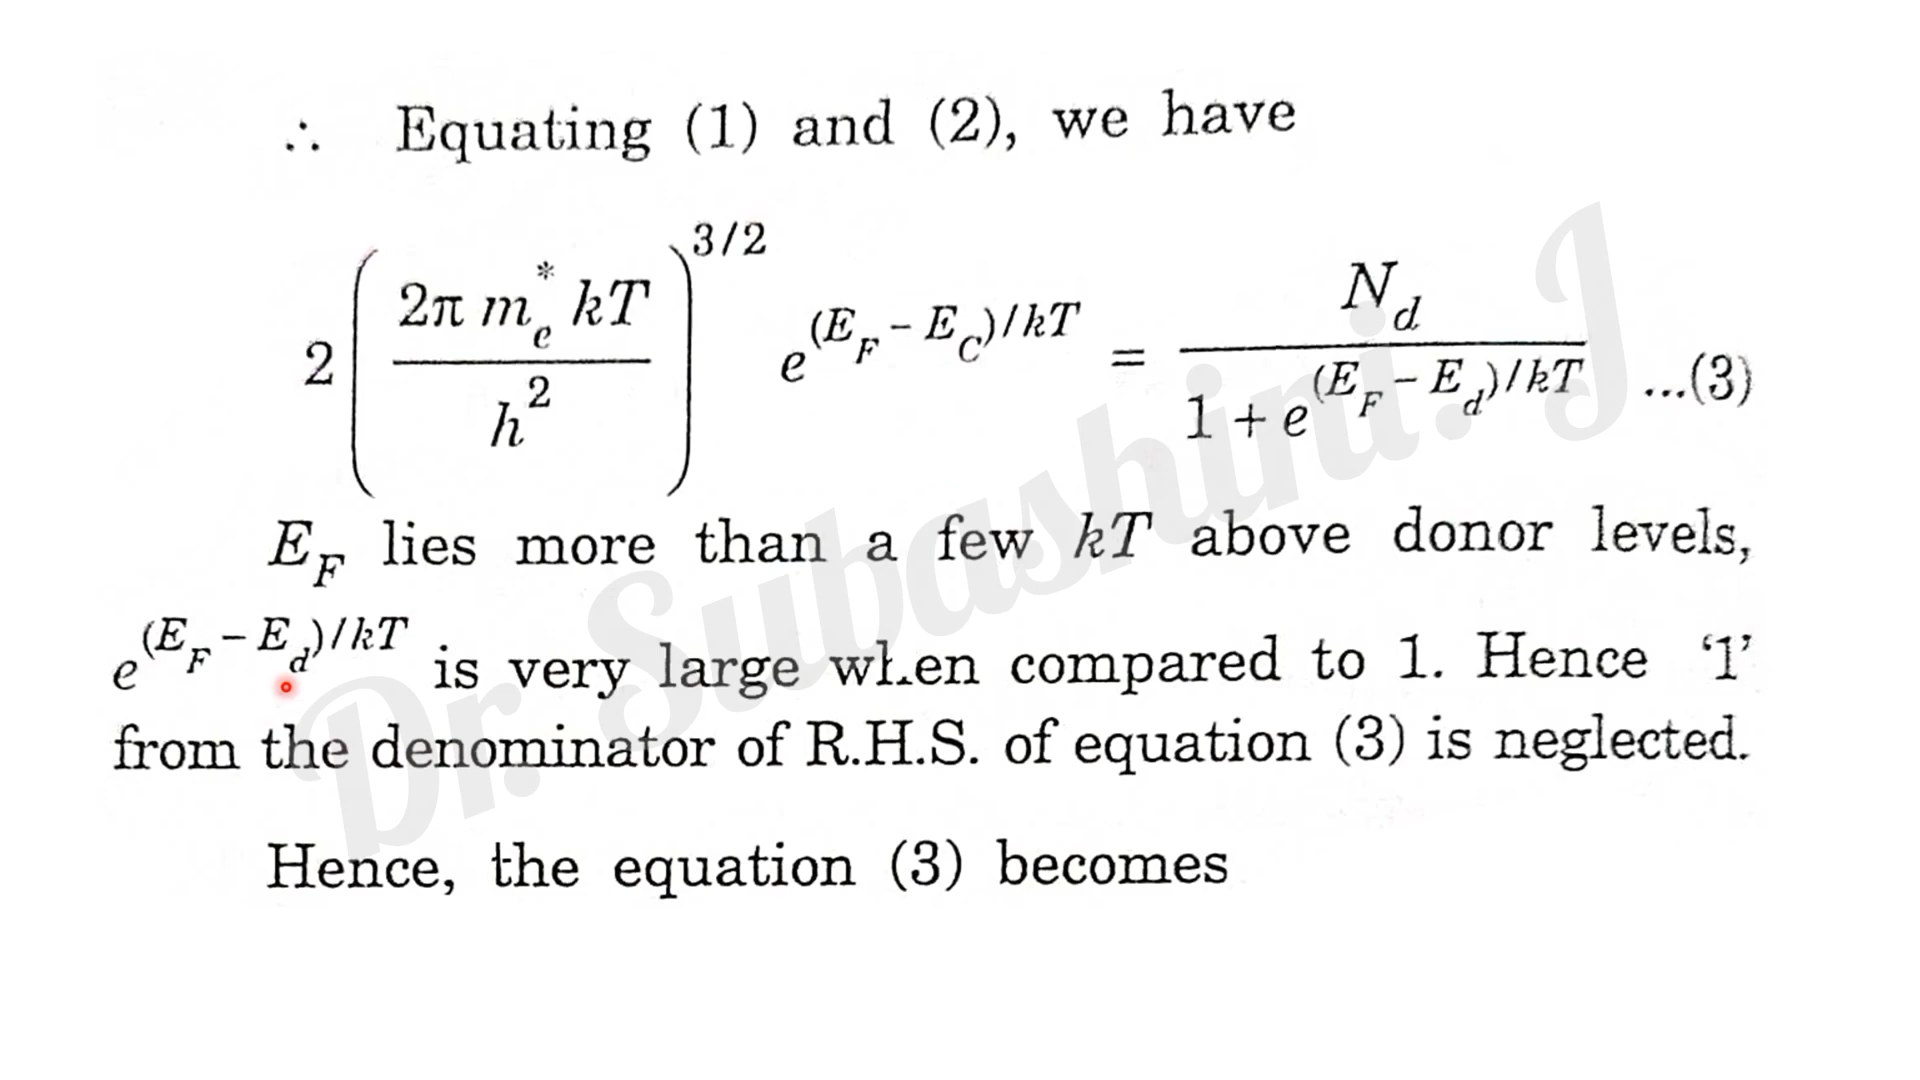 ∴ Equating (1) and (2), we have
2 ( 2π m_e^* kT / h^2 )^{3/2} e^{(E_F − E_C)/kT} = N_d / 1 + e^{(E_F − E_d)/kT} ...(3)
E_F lies more than a few kT above donor levels,
e^{(E_F − E_d)/kT} is very large when compared to 1. Hence ‘1’
from the denominator of R.H.S. of equation (3) is neglected.
Hence, the equation (3) becomes
Dr. Subashini. J